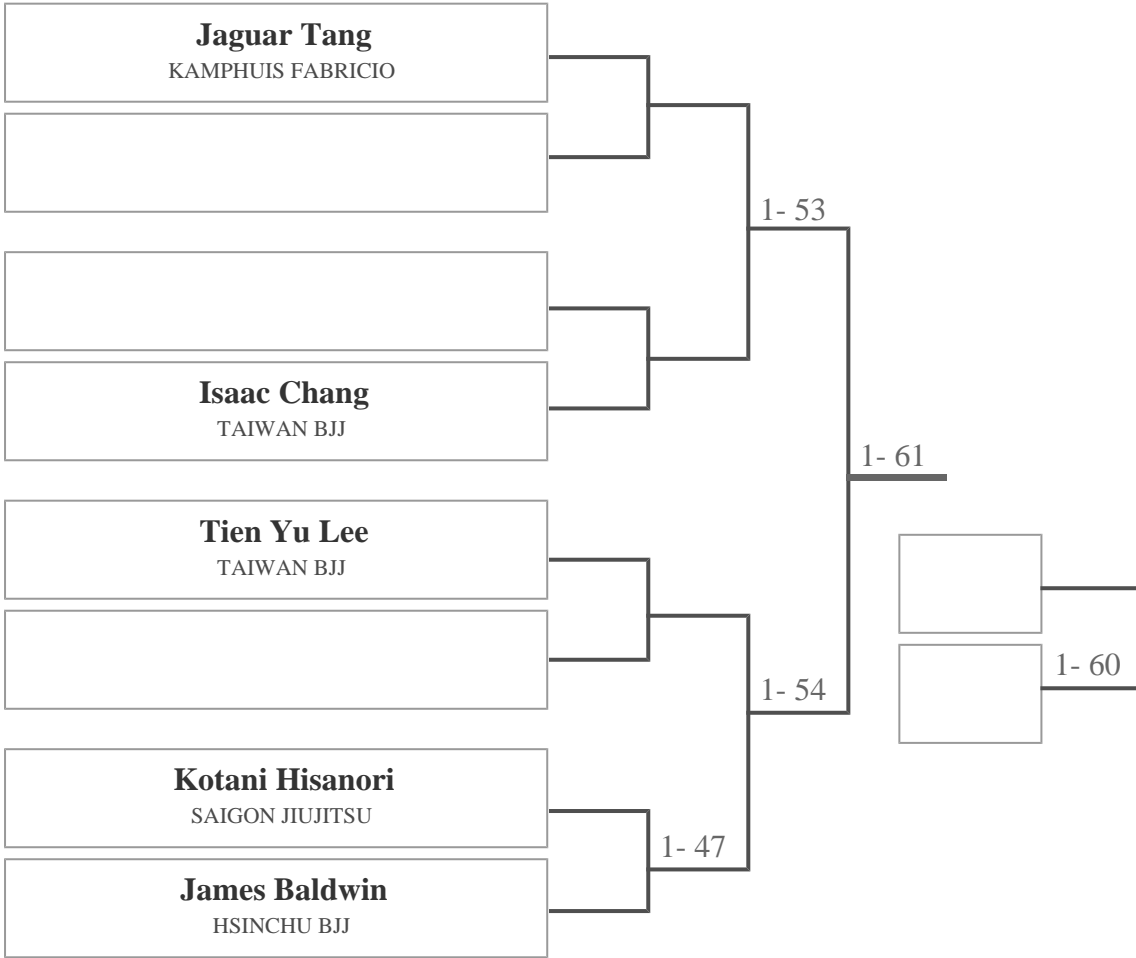 Jaguar Tang
KAMPHUIS FABRICIO
1- 53
Isaac Chang
TAIWAN BJJ
1- 61
Tien Yu Lee
TAIWAN BJJ
1- 60
1- 54
Kotani Hisanori
SAIGON JIUJITSU
1- 47
James Baldwin
HSINCHU BJJ